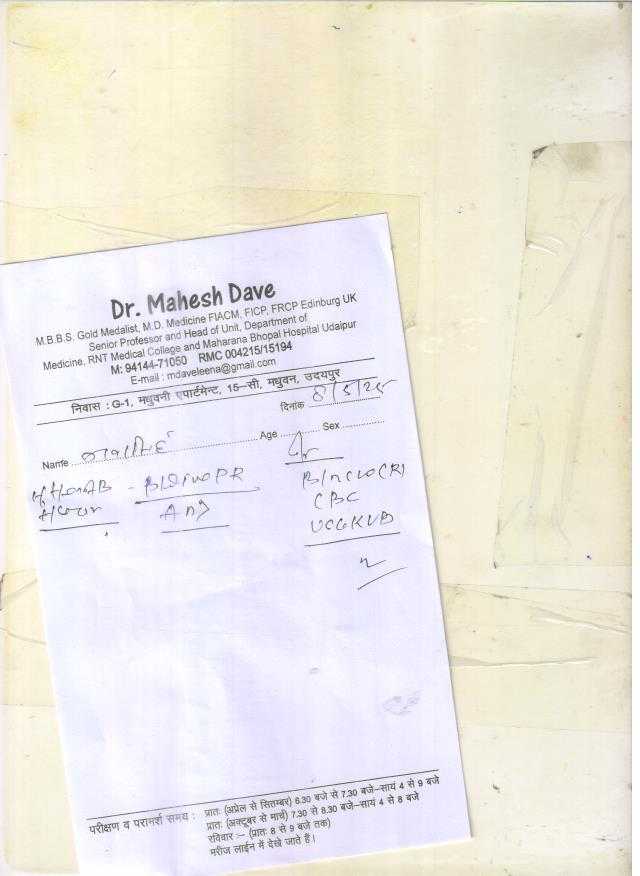 Dr. Mahesh Dave
M.B.B.S. Gold Medalist, M.D. Medicine FIACM, FICP, FRCP Edinburg UK
Senior Professor and Head of Unit, Department of
Medicine, RNT Medical College and Maharana Bhopal Hospital Udaipur
M: 94144-71050 RMC 004215/15194
E-mail : mdaveleena@gmail.com
निवास : G-1, मधुवनी एपार्टमेन्ट, 15-सी, मधुवन, उदयपुर
दिनांक
Name Age Sex
CBC
परीक्षण व परामर्श समय : प्रातः (अप्रेल से सितम्बर) 6.30 बजे से 7.30 बजे-सायं 4 से 9 बजे
प्रातः (अक्टूबर से मार्च) 7.30 से 8.30 बजे-सायं 4 से 8 बजे
रविवार :- (प्रातः 8 से 9 बजे तक)
मरीज लाईन में देखे जाते हैं।